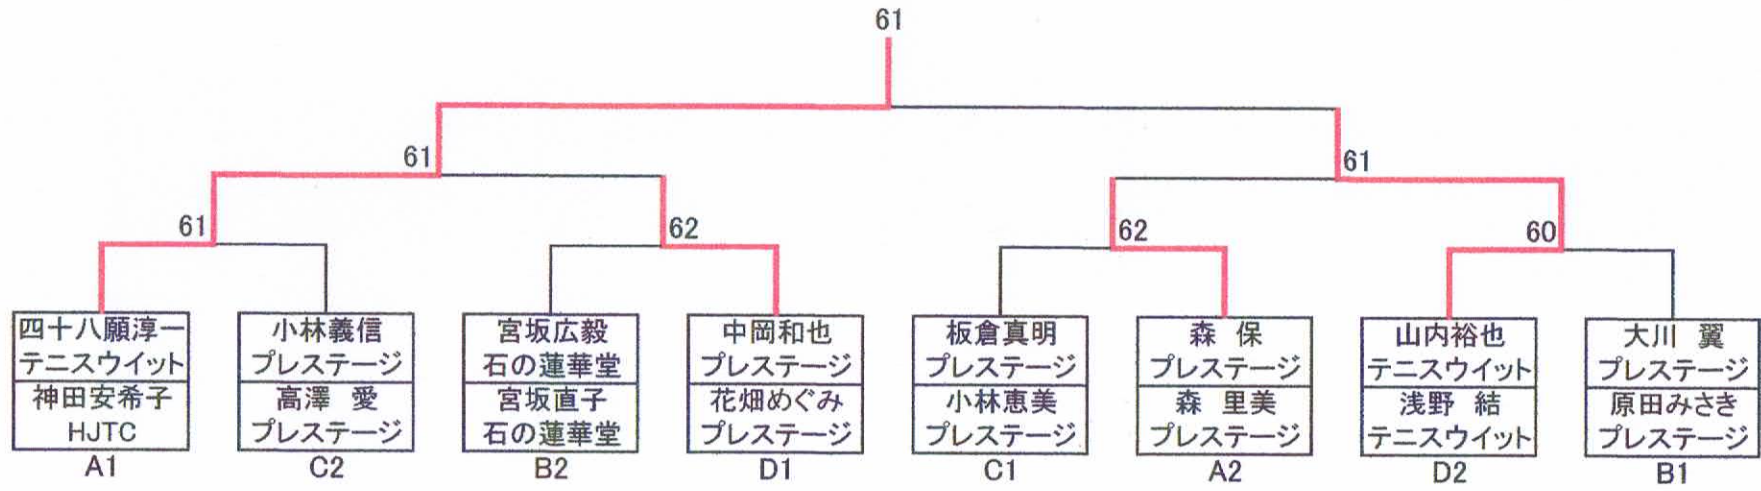 61
61
61
61
62
62
60
四十八願淳一
テニスウイット
神田安希子
HJTC
A1
小林義信
プレステージ
高澤 愛
プレステージ
C2
宮坂広毅
石の蓮華堂
宮坂直子
石の蓮華堂
B2
中岡和也
プレステージ
花畑めぐみ
プレステージ
D1
板倉真明
プレステージ
小林恵美
プレステージ
C1
森 保
プレステージ
森 里美
プレステージ
A2
山内裕也
テニスウイット
浅野 結
テニスウイット
D2
大川 翼
プレステージ
原田みさき
プレステージ
B1